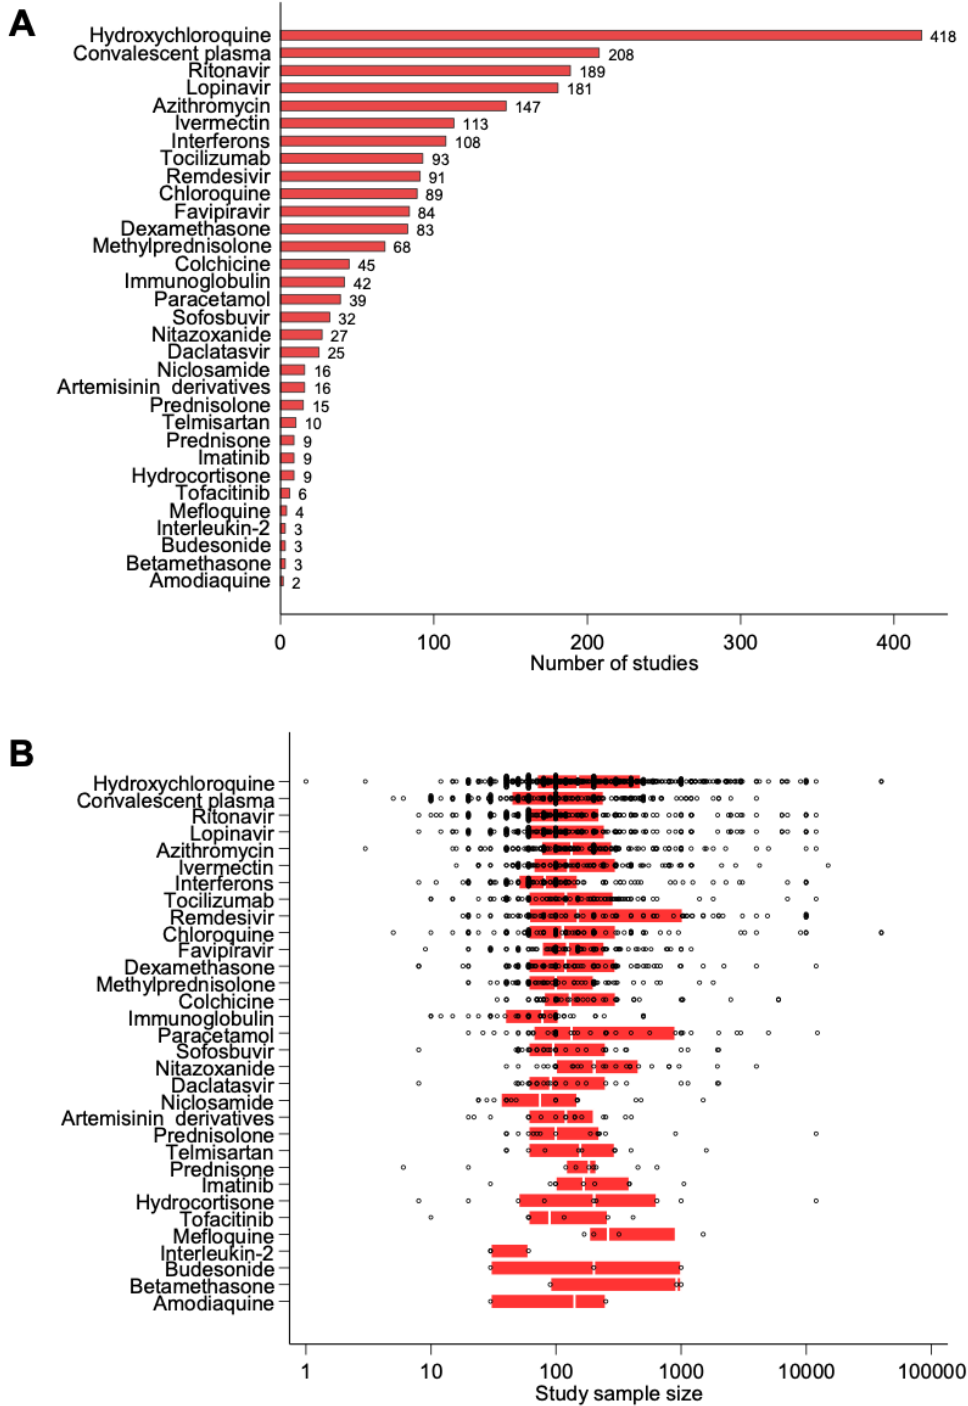 A
Hydroxychloroquine 418
Convalescent plasma 208
Ritonavir 189
Lopinavir 181
Azithromycin 147
Ivermectin 113
Interferons 108
Tocilizumab 93
Remdesivir 91
Chloroquine 89
Favipiravir 84
Dexamethasone 83
Methylprednisolone 68
Colchicine 45
Immunoglobulin 42
Paracetamol 39
Sofosbuvir 32
Nitazoxanide 27
Daclatasvir 25
Niclosamide 16
Artemisinin derivatives 16
Prednisolone 15
Telmisartan 10
Prednisone 9
Imatinib 9
Hydrocortisone 9
Tofacitinib 6
Mefloquine 4
Interleukin-2 3
Budesonide 3
Betamethasone 3
Amodiaquine 2
0 100 200 300 400
Number of studies
B
Hydroxychloroquine
Convalescent plasma
Ritonavir
Lopinavir
Azithromycin
Ivermectin
Interferons
Tocilizumab
Remdesivir
Chloroquine
Favipiravir
Dexamethasone
Methylprednisolone
Colchicine
Immunoglobulin
Paracetamol
Sofosbuvir
Nitazoxanide
Daclatasvir
Niclosamide
Artemisinin derivatives
Prednisolone
Telmisartan
Prednisone
Imatinib
Hydrocortisone
Tofacitinib
Mefloquine
Interleukin-2
Budesonide
Betamethasone
Amodiaquine
1 10 100 1000 10000 100000
Study sample size